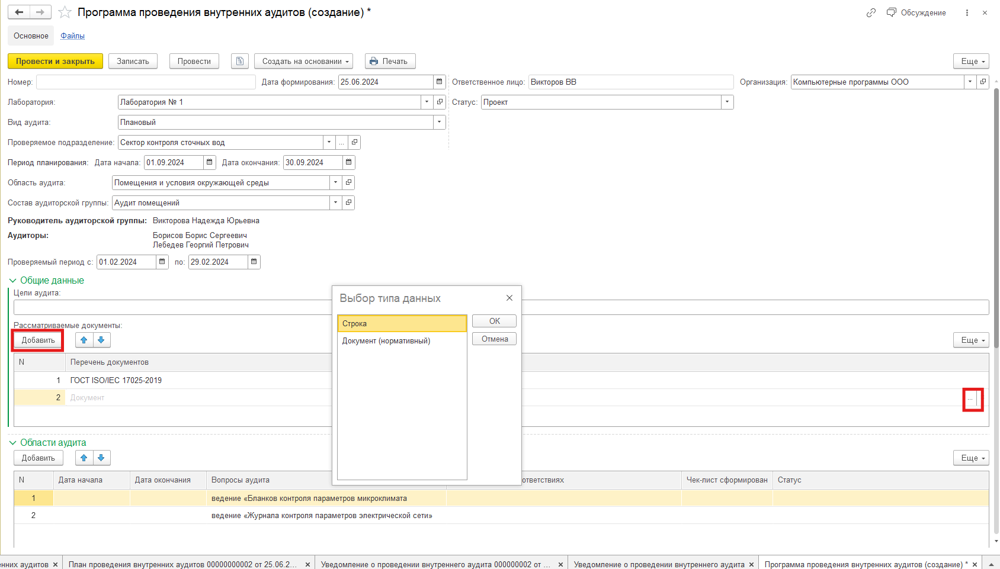 Программа проведения внутренних аудитов (создание) *
Обсуждение
Основное Файлы
Провести и закрыть Записать Провести Создать на основании Печать Еще
Номер: Дата формирования: 25.06.2024 Ответственное лицо: Викторов ВВ Организация: Компьютерные программы ООО
Лаборатория: Лаборатория № 1 Статус: Проект
Вид аудита: Плановый
Проверяемое подразделение: Сектор контроля сточных вод ...
Период планирования: Дата начала: 01.09.2024 Дата окончания: 30.09.2024
Область аудита: Помещения и условия окружающей среды
Состав аудиторской группы: Аудит помещений
Руководитель аудиторской группы: Викторова Надежда Юрьевна
Аудиторы: Борисов Борис Сергеевич
Лебедев Георгий Петрович
Проверяемый период с: 01.02.2024 по: 29.02.2024
Общие данные
Цели аудита:
Выбор типа данных
Строка
Документ (нормативный)
ОК
Отмена
Рассматриваемые документы:
Добавить Еще
N Перечень документов
1 ГОСТ ISO/IEC 17025-2019
2 Документ ...
Области аудита
Добавить Еще
N Дата начала Дата окончания Вопросы аудита ответствиях Чек-лист сформирован Статус
1 ведение «Бланков контроля параметров микроклимата
2 ведение «Журнала контроля параметров электрической сети»
нних аудитов План проведения внутренних аудитов 00000000002 от 25.06.2... Уведомление о проведении внутреннего аудита 000000002 от ... Уведомление о проведении внутреннего аудита Программа проведения внутренних аудитов (создание) *